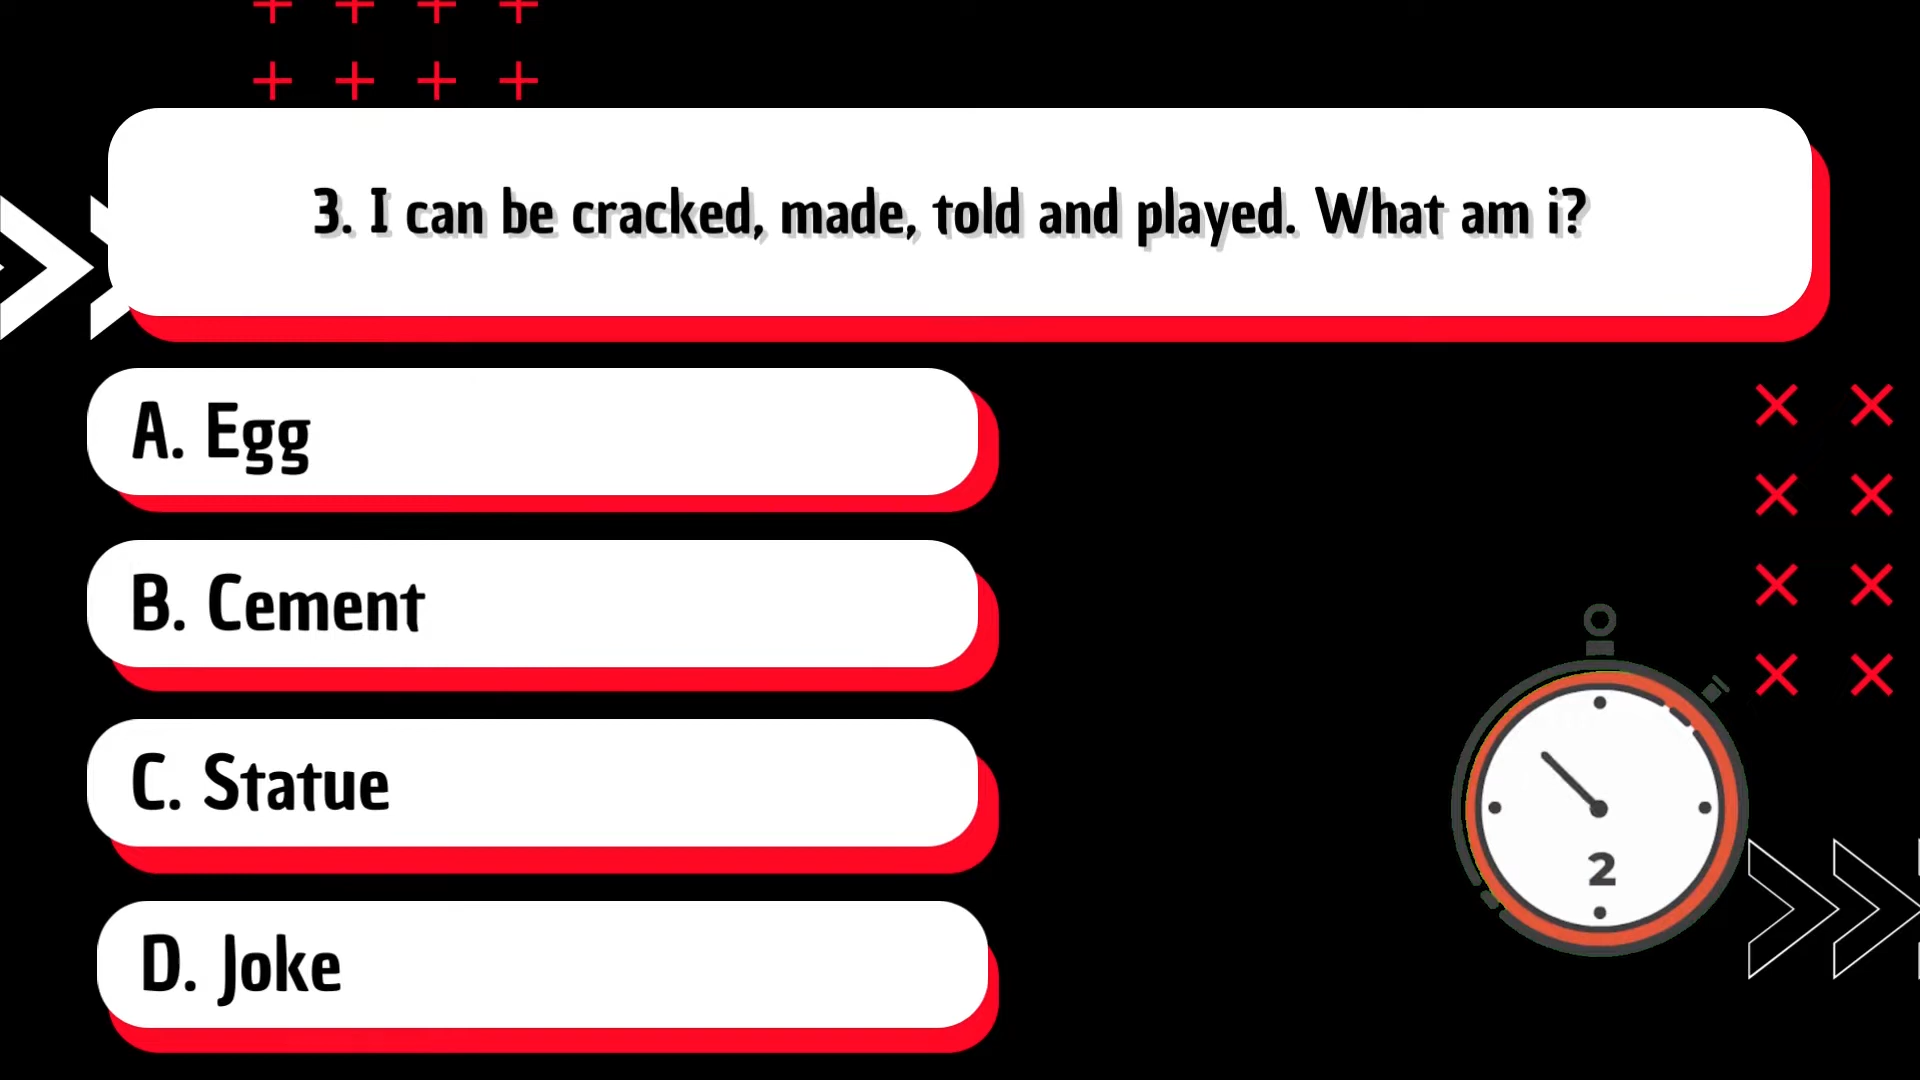 3. I can be cracked, made, told and played. What am i?
A. Egg
B. Cement
C. Statue
D. Joke
2